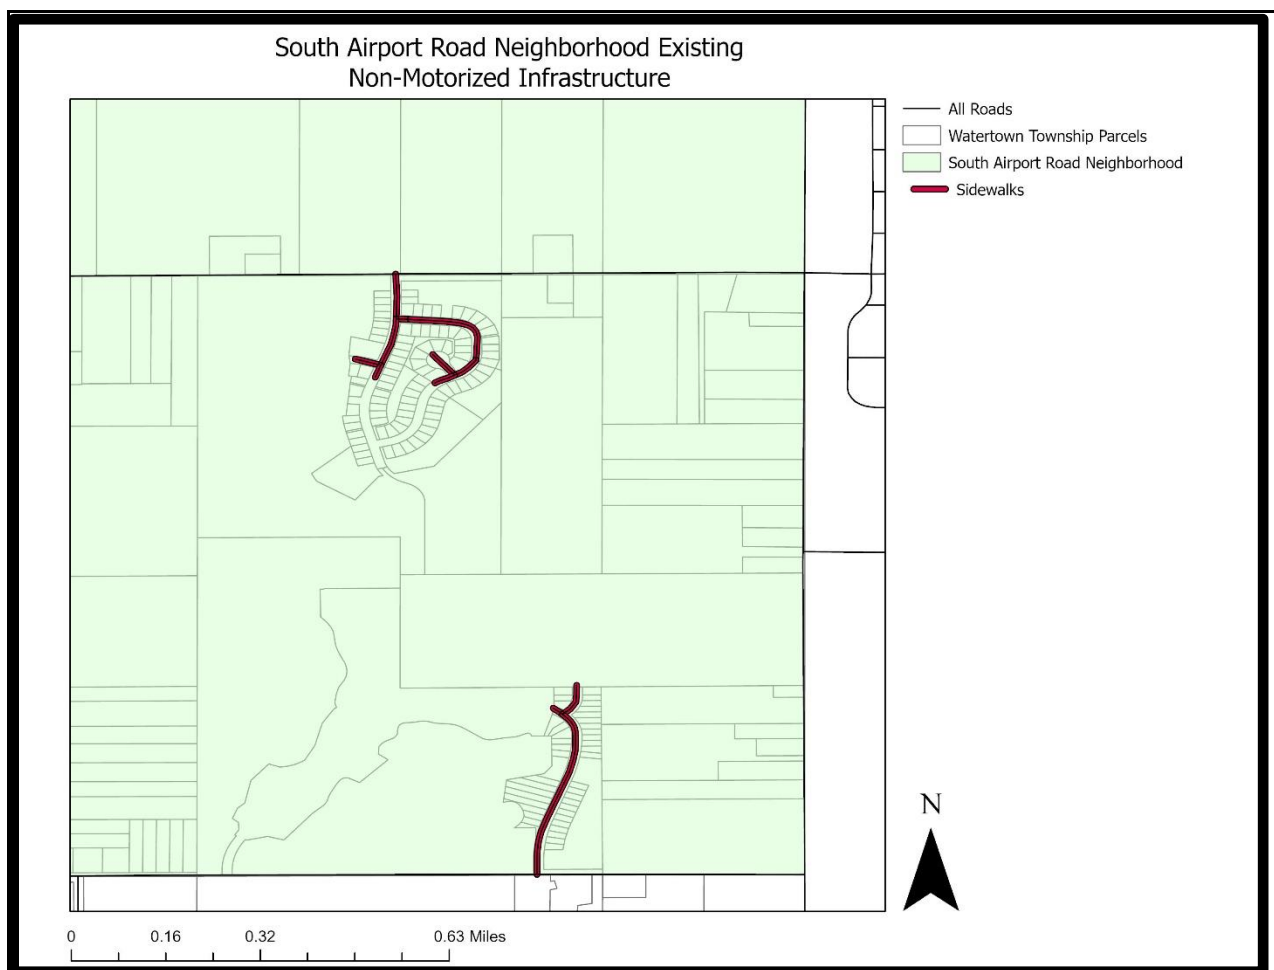 South Airport Road Neighborhood Existing
Non-Motorized Infrastructure
All Roads
Watertown Township Parcels
South Airport Road Neighborhood
Sidewalks
N
0 0.16 0.32 0.63 Miles